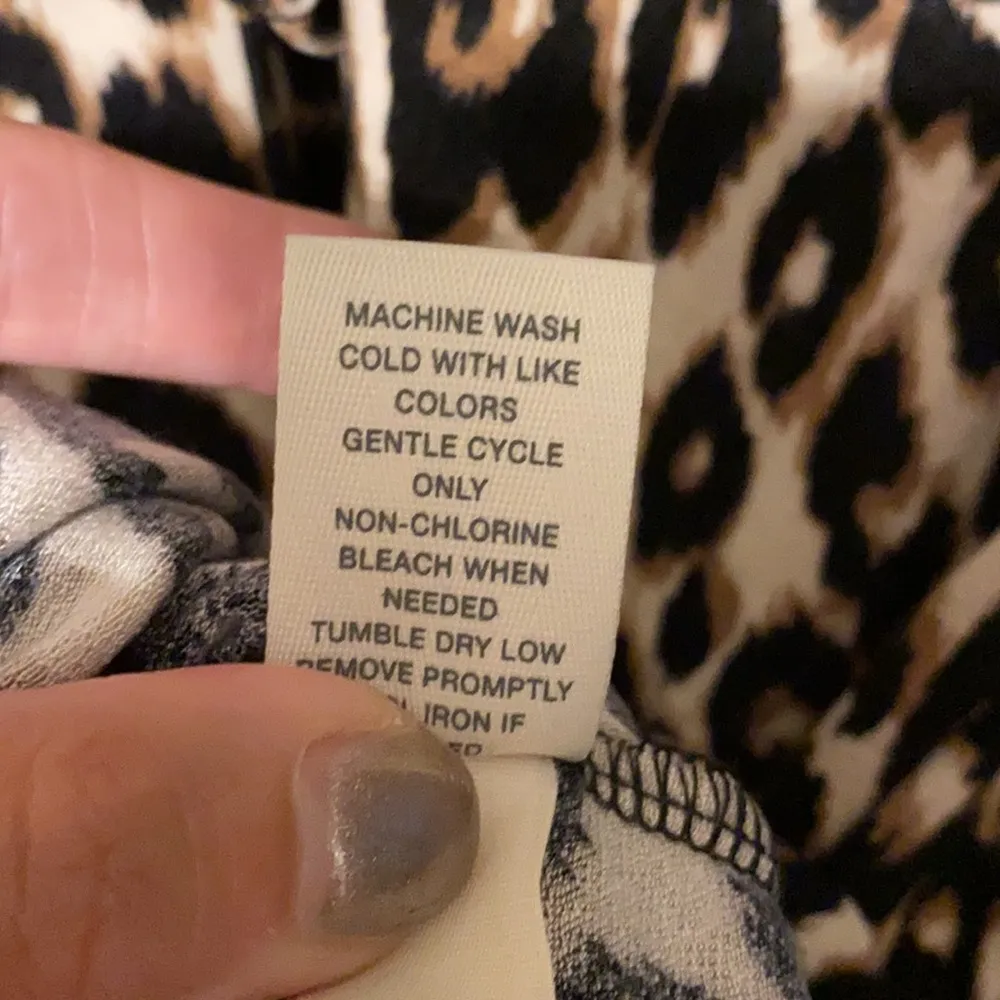 MACHINE WASH
COLD WITH LIKE
COLORS
GENTLE CYCLE
ONLY
NON-CHLORINE
BLEACH WHEN
NEEDED
TUMBLE DRY LOW
REMOVE PROMPTLY
IRON IF